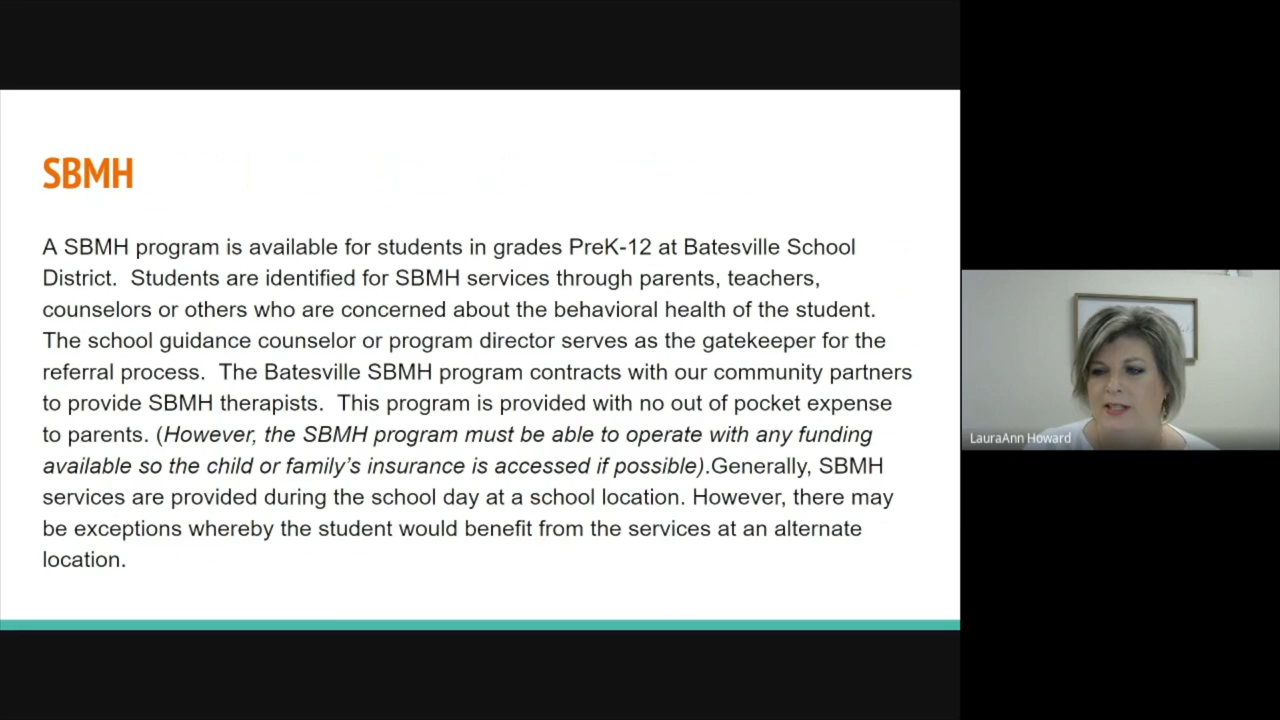 SBMH
A SBMH program is available for students in grades PreK-12 at Batesville School
District.  Students are identified for SBMH services through parents, teachers,
counselors or others who are concerned about the behavioral health of the student.
The school guidance counselor or program director serves as the gatekeeper for the
referral process.  The Batesville SBMH program contracts with our community partners
to provide SBMH therapists.  This program is provided with no out of pocket expense
to parents. (However, the SBMH program must be able to operate with any funding
available so the child or family’s insurance is accessed if possible).Generally, SBMH
services are provided during the school day at a school location. However, there may
be exceptions whereby the student would benefit from the services at an alternate
location.
LauraAnn Howard